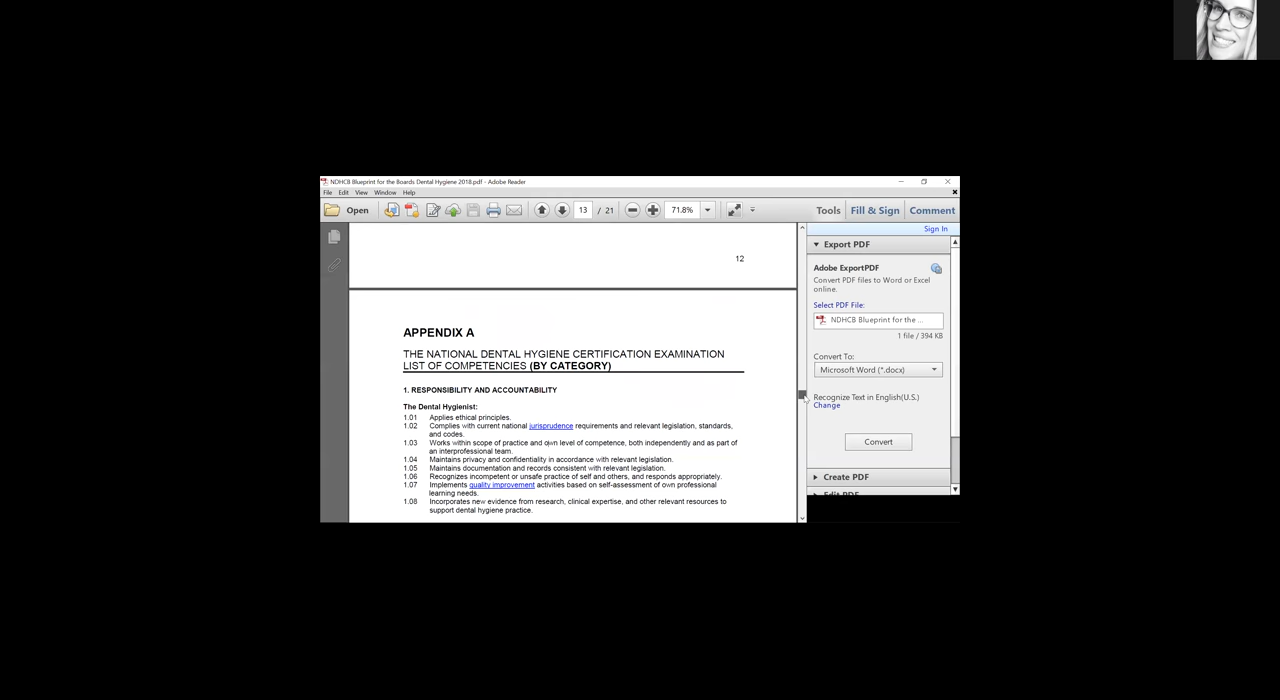 NDHCB Blueprint for the Boards Dental Hygiene 2018.pdf - Adobe Reader
File Edit View Window Help
Open 13 / 21 71.8% Tools Fill & Sign Comment
Sign In
Export PDF
Adobe ExportPDF
Convert PDF files to Word or Excel
online.
Select PDF File:
NDHCB Blueprint for the ...
1 file / 394 KB
Convert To:
Microsoft Word (*.docx)
Recognize Text in English(U.S.)
Change
Convert
Create PDF
Edit PDF
12
APPENDIX A
THE NATIONAL DENTAL HYGIENE CERTIFICATION EXAMINATION
LIST OF COMPETENCIES (BY CATEGORY)
1. RESPONSIBILITY AND ACCOUNTABILITY
The Dental Hygienist:
1.01 Applies ethical principles.
1.02 Complies with current national jurisprudence requirements and relevant legislation, standards,
and codes.
1.03 Works within scope of practice and own level of competence, both independently and as part of
an interprofessional team.
1.04 Maintains privacy and confidentiality in accordance with relevant legislation.
1.05 Maintains documentation and records consistent with relevant legislation.
1.06 Recognizes incompetent or unsafe practice of self and others, and responds appropriately.
1.07 Implements quality improvement activities based on self-assessment of own professional
learning needs.
1.08 Incorporates new evidence from research, clinical expertise, and other relevant resources to
support dental hygiene practice.